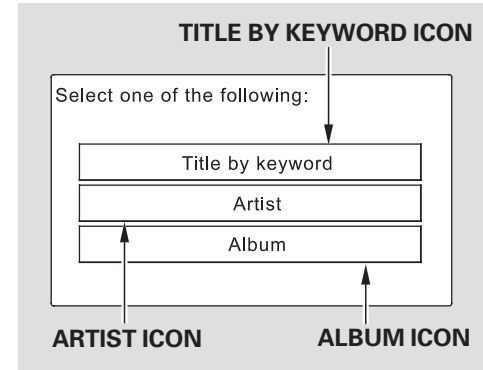 TITLE BY KEYWORD ICON
Select one of the following:
Title by keyword
Artist
Album
ARTIST ICON
ALBUM ICON